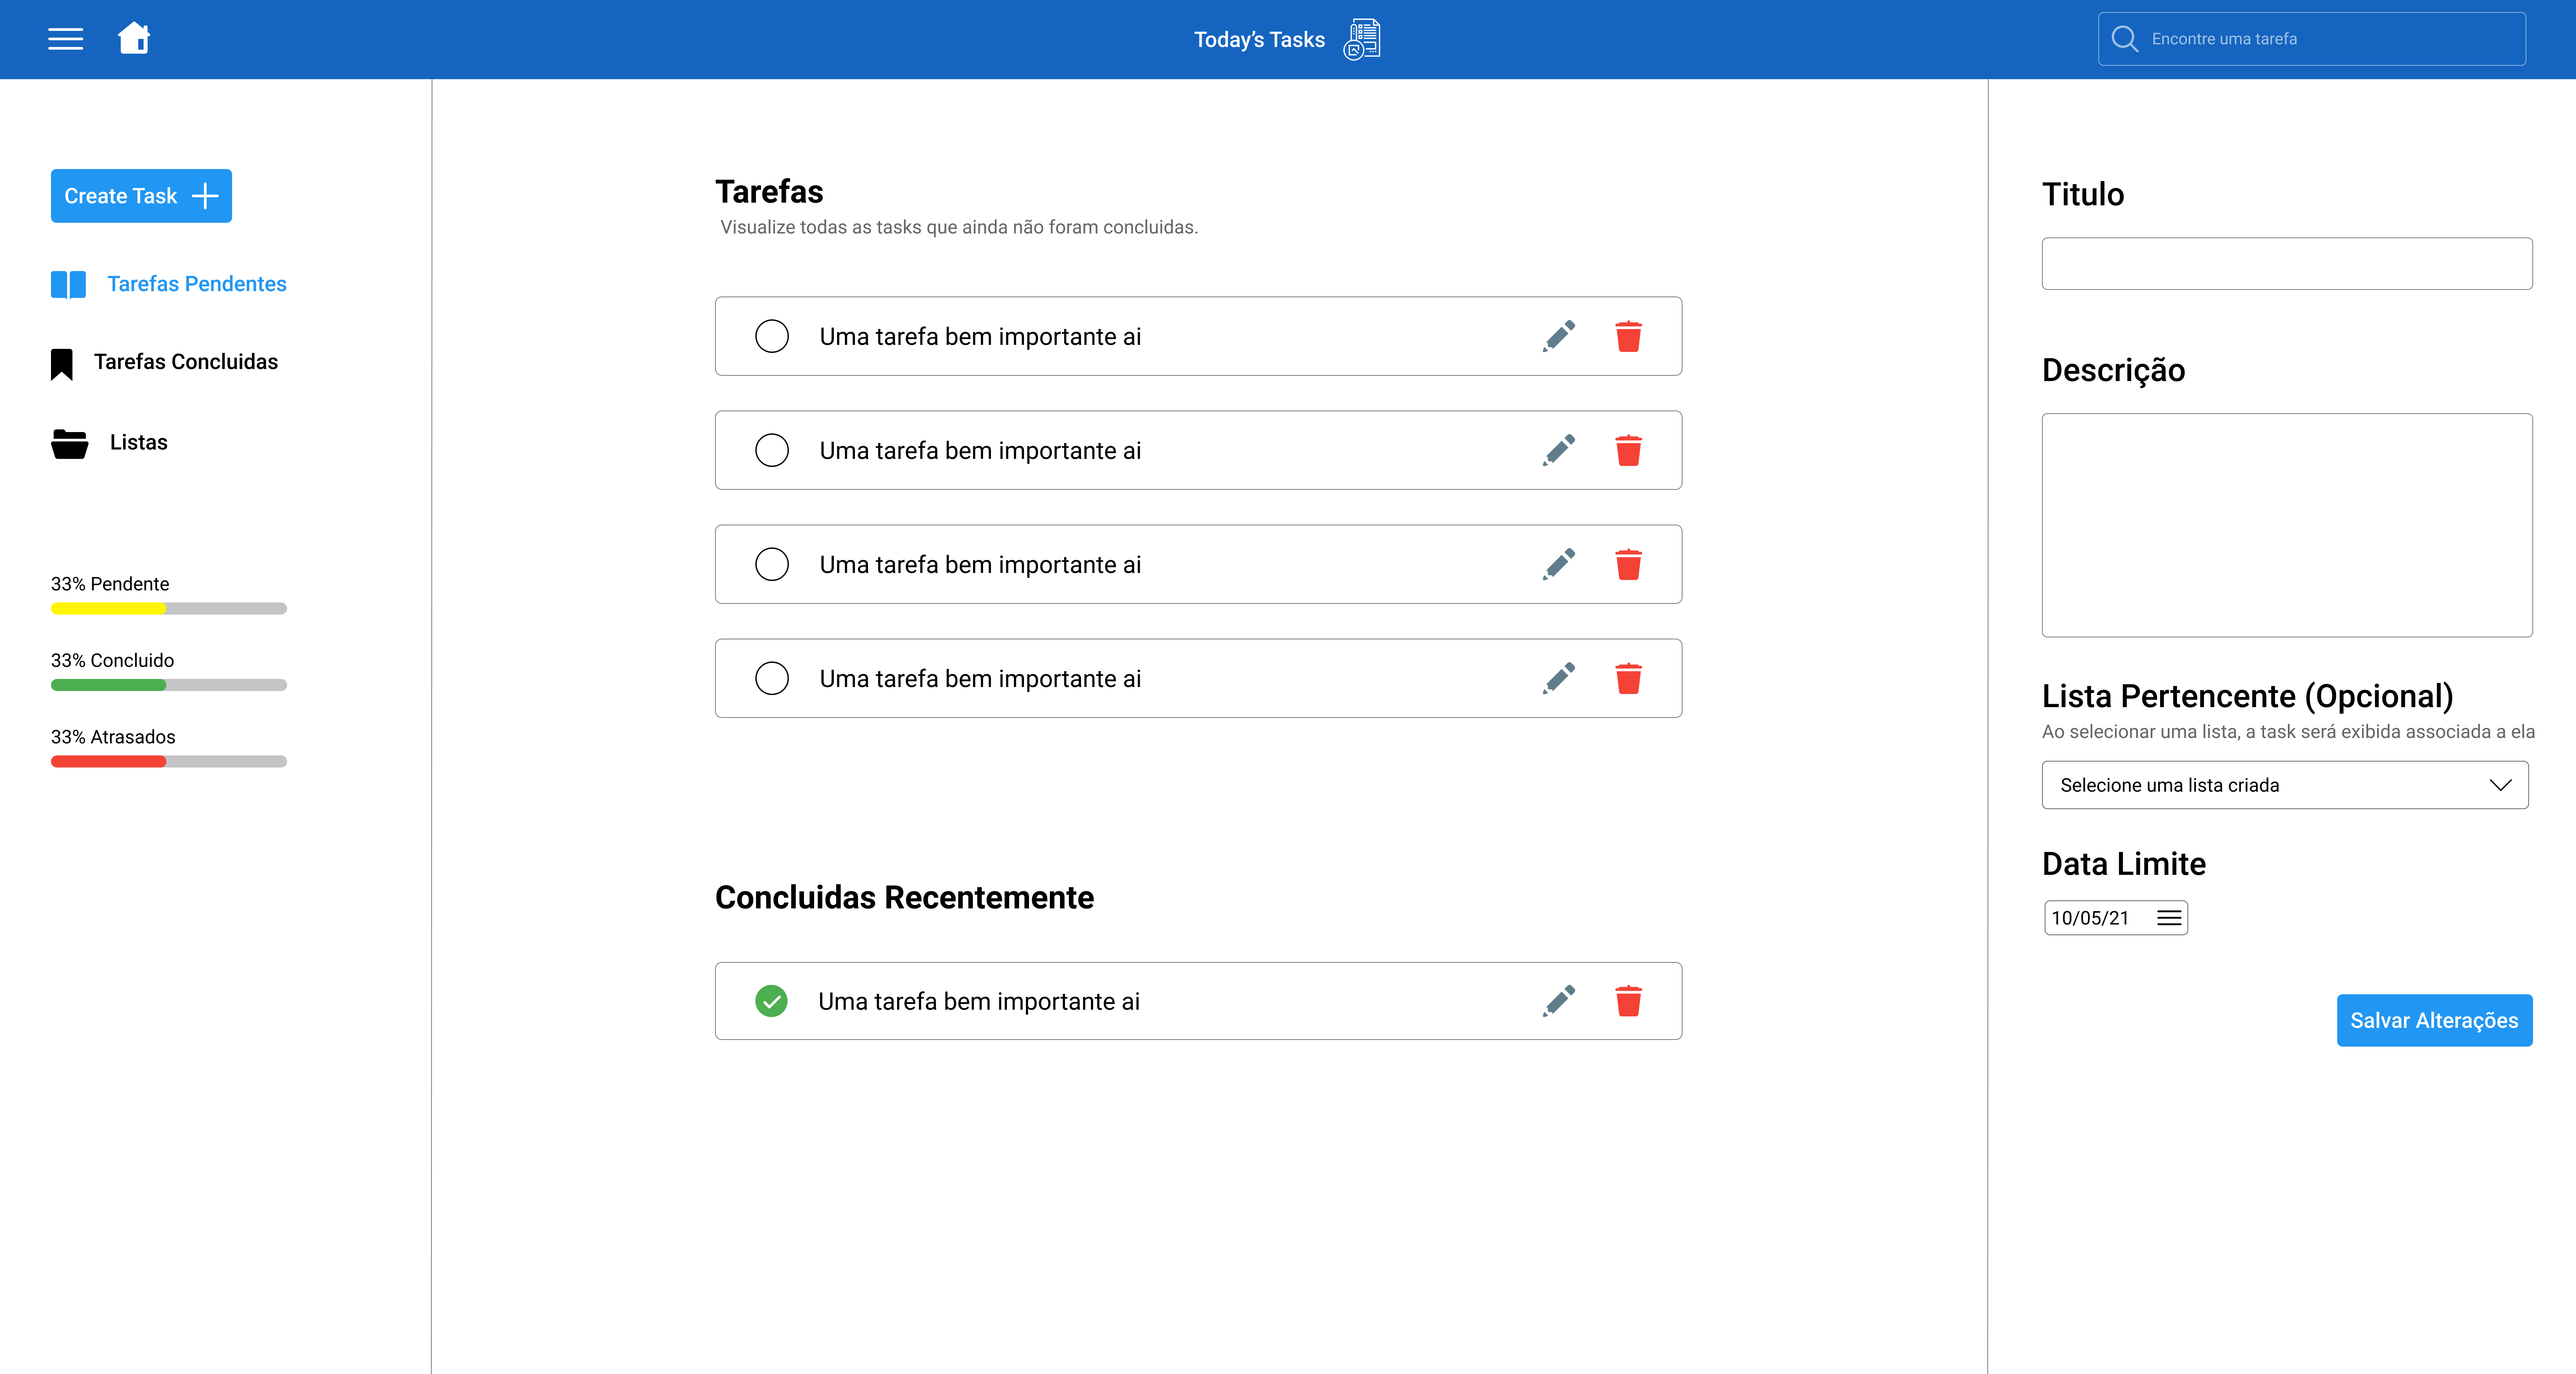 Today’s Tasks
Encontre uma tarefa
Create Task
Tarefas Pendentes
Tarefas Concluidas
Listas
33% Pendente
33% Concluido
33% Atrasados
Tarefas
Visualize todas as tasks que ainda não foram concluidas.
Uma tarefa bem importante ai
Uma tarefa bem importante ai
Uma tarefa bem importante ai
Uma tarefa bem importante ai
Concluidas Recentemente
Uma tarefa bem importante ai
Titulo
Descrição
Lista Pertencente (Opcional)
Ao selecionar uma lista, a task será exibida associada a ela
Selecione uma lista criada
Data Limite
10/05/21
Salvar Alterações